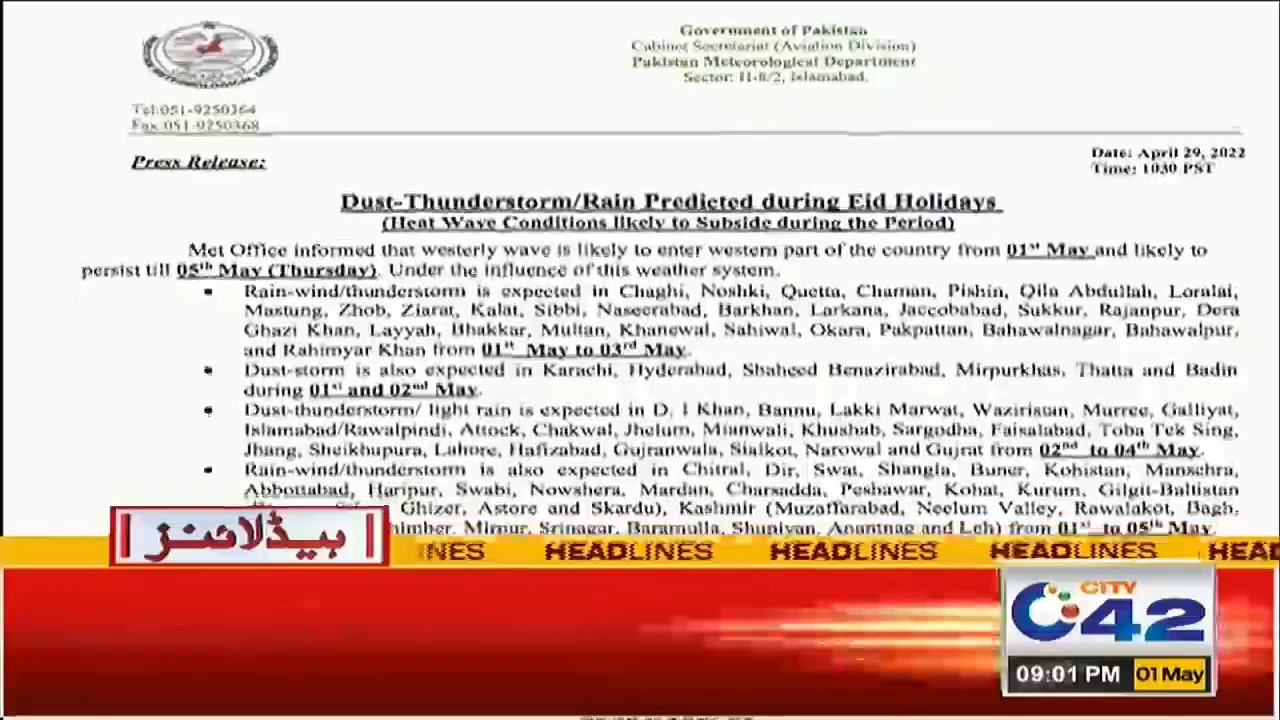 Government of Pakistan
Cabinet Secretariat (Aviation Division)
Pakistan Meteorological Department
Sector: H-8/2, Islamabad.
Tel:051-9250364
Fax:051-9250368
Press Release:
Date: April 29, 2022
Time: 1030 PST
Dust-Thunderstorm/Rain Predicted during Eid Holidays
(Heat Wave Conditions likely to Subside during the Period)
Met Office informed that westerly wave is likely to enter western part of the country from 01st May and likely to
persist till 05th May (Thursday). Under the influence of this weather system.
• Rain-wind/thunderstorm is expected in Chaghi, Noshki, Quetta, Chaman, Pishin, Qila Abdullah, Loralai,
Mastung, Zhob, Ziarat, Kalat, Sibbi, Naseerabad, Barkhan, Larkana, Jaccobabad, Sukkur, Rajanpur, Dera
Ghazi Khan, Layyah, Bhakkar, Multan, Khanewal, Sahiwal, Okara, Pakpattan, Bahawalnagar, Bahawalpur,
and Rahimyar Khan from 01st May to 03rd May.
• Dust-storm is also expected in Karachi, Hyderabad, Shaheed Benazirabad, Mirpurkhas, Thatta and Badin
during 01st and 02nd May.
• Dust-thunderstorm/ light rain is expected in D. I Khan, Bannu, Lakki Marwat, Waziristan, Murree, Galliyat,
Islamabad/Rawalpindi, Attock, Chakwal, Jhelum, Mianwali, Khushab, Sargodha, Faisalabad, Toba Tek Sing,
Jhang, Sheikhupura, Lahore, Hafizabad, Gujranwala, Sialkot, Narowal and Gujrat from 02nd to 04th May.
• Rain-wind/thunderstorm is also expected in Chitral, Dir, Swat, Shangla, Buner, Kohistan, Mansehra,
Abbottabad, Haripur, Swabi, Nowshera, Mardan, Charsadda, Peshawar, Kohat, Kurum, Gilgit-Baltistan
Ghizer, Astore and Skardu), Kashmir (Muzaffarabad, Neelum Valley, Rawalakot, Bagh,
Mirpur, Srinagar, Baramulla, Shupiyan, Anantnag and Leh) from 01st to 05th May.
ہیڈلائنز
INES HEADLINES HEADLINES HEADLINES HEAD
CITY
42
09:01 PM 01 May